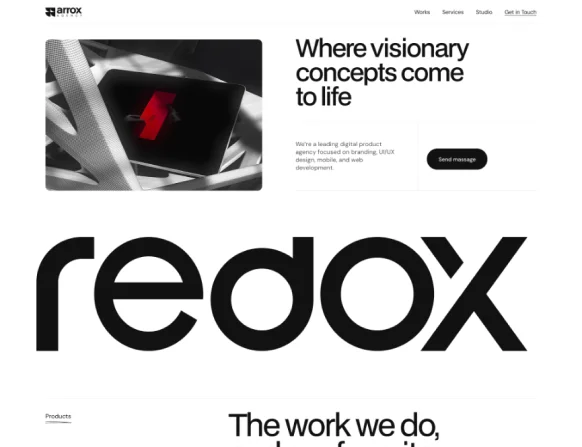 arrox
AGENCY
Works Services Studio Get In Touch
Where visionary
concepts come
to life
We're a leading digital product
agency focused on branding, UI/UX
design, mobile, and web
development.
Send massage
redox
Products
The work we do,